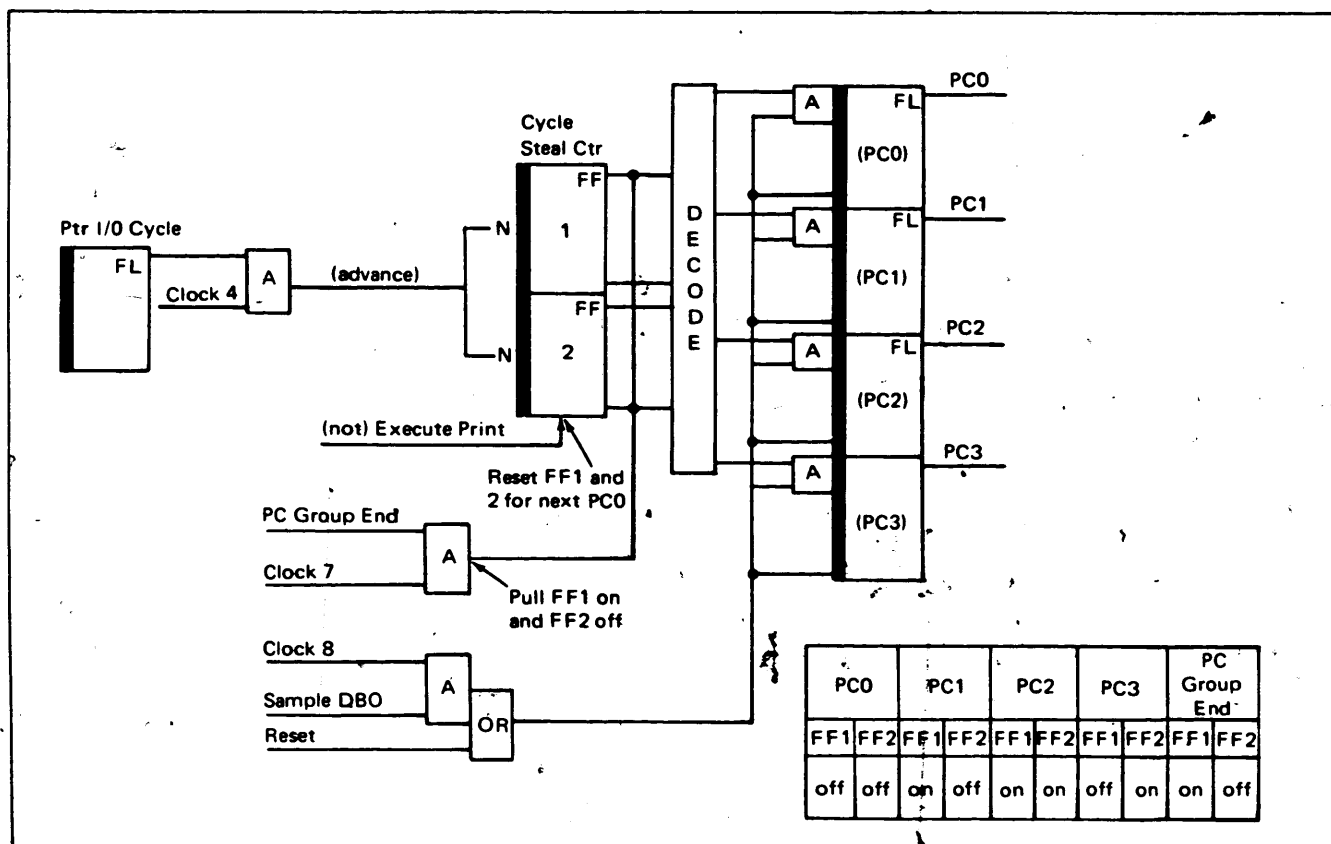 PC0
Cycle
Steal Ctr
A
FL
(PC0)
FF
1
N
Ptr I/0 Cycle
FL
A
Clock 4
(advance)
DECODE
PC1
A
FL
(PC1)
FF
2
N
PC2
A
FL
(PC2)
(not) Execute Print
Reset FF1 and
2 for next PC0
PC3
A
(PC3)
PC Group End
Clock 7
A
Pull FF1 on
and FF2 off
Clock 8
A
Sample DBO
Reset
OR
PC0 PC1 PC2 PC3 PC Group End
FF1 FF2 FF1 FF2 FF1 FF2 FF1 FF2 FF1 FF2
off off on off on on off on on off